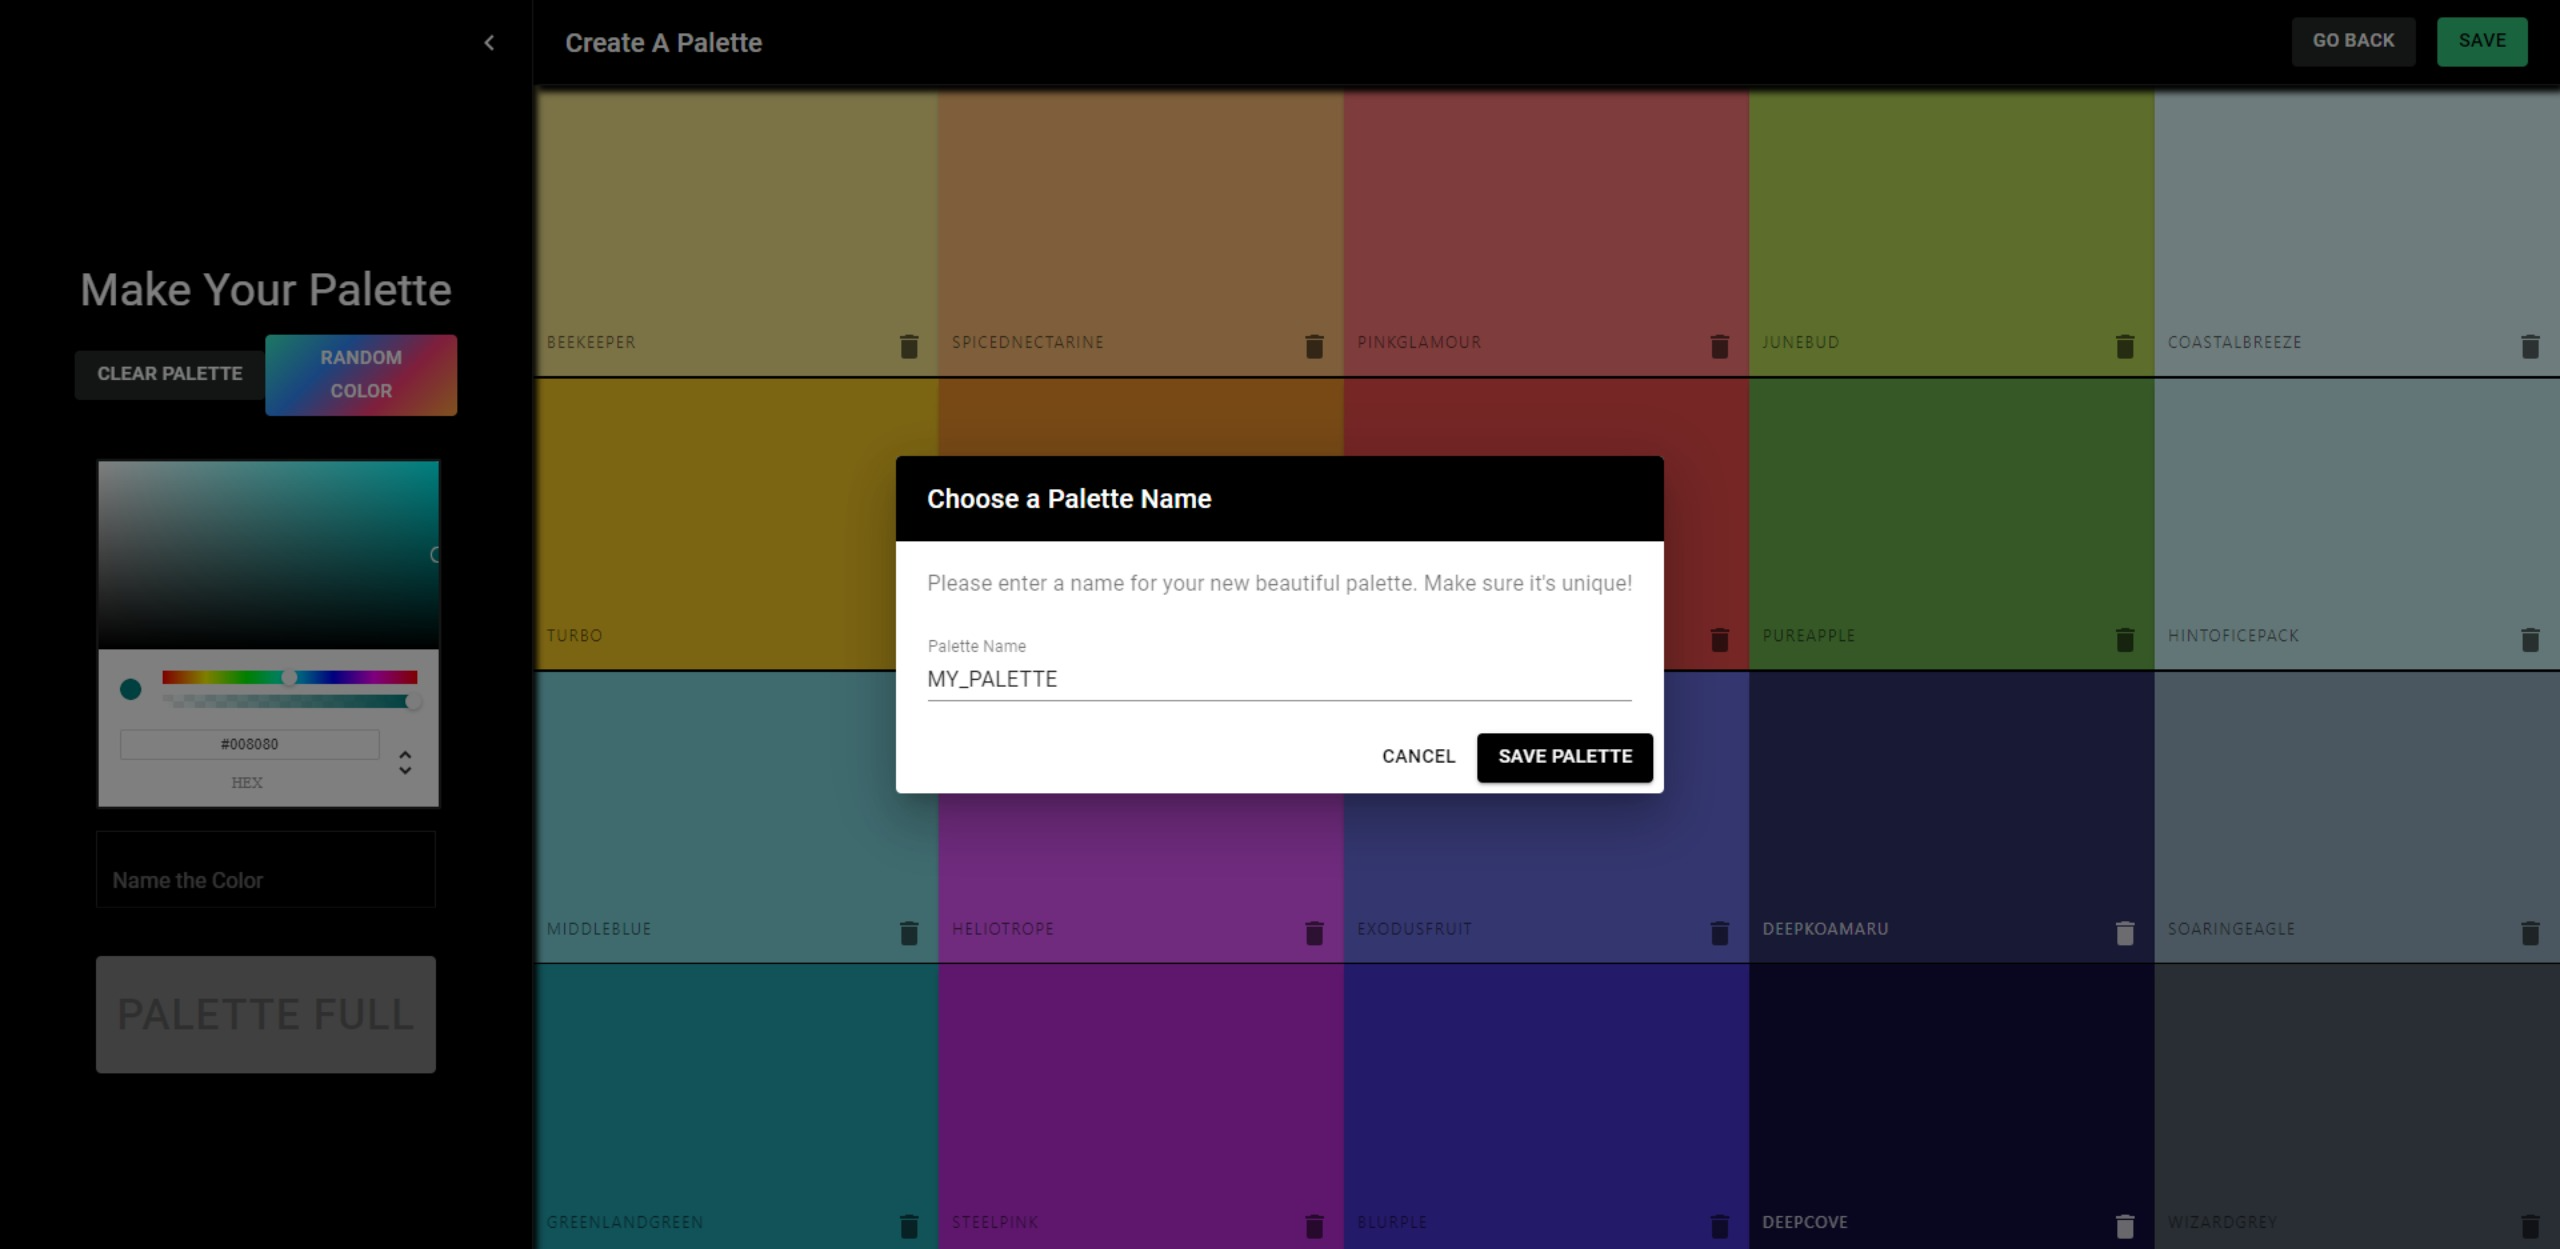 Create A Palette
GO BACK
SAVE
Make Your Palette
CLEAR PALETTE
RANDOM
COLOR
#008080
HEX
Name the Color
PALETTE FULL
BEEKEEPER
SPICEDNECTARINE
PINKGLAMOUR
JUNEBUD
COASTALBREEZE
TURBO
PUREAPPLE
HINTOFICEPACK
Choose a Palette Name
Please enter a name for your new beautiful palette. Make sure it's unique!
Palette Name
MY_PALETTE
CANCEL
SAVE PALETTE
MIDDLEBLUE
HELIOTROPE
EXODUSFRUIT
DEEPKOAMARU
SOARINGEAGLE
GREENLANDGREEN
STEELPINK
BLURPLE
DEEPCOVE
WIZARDGREY